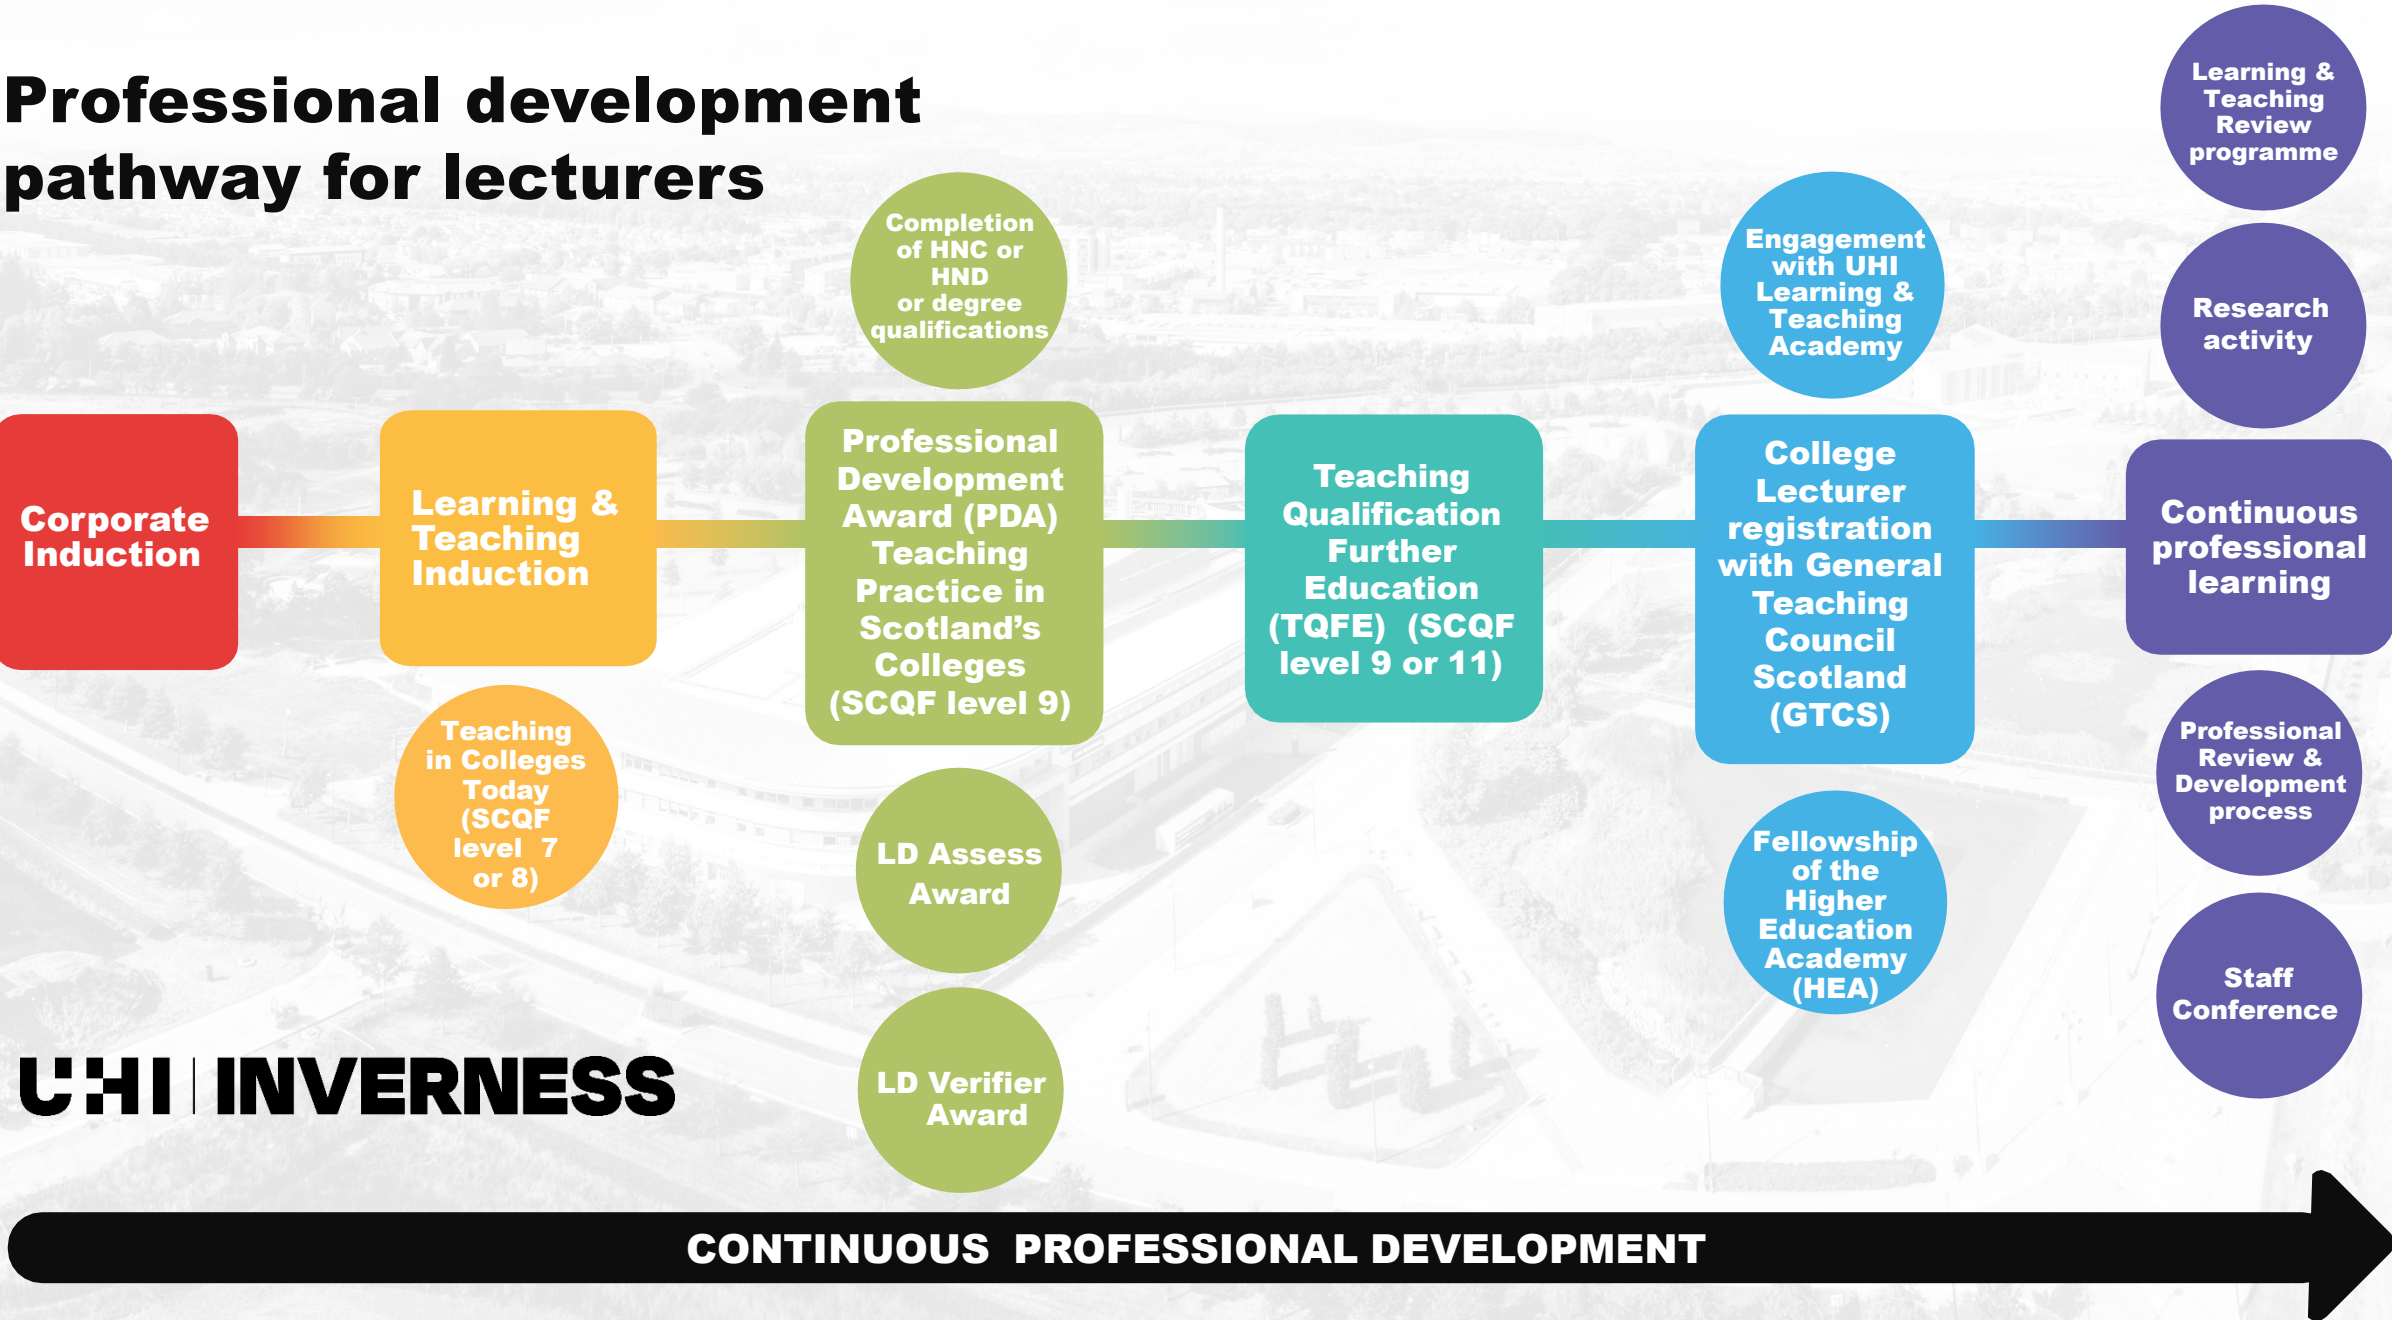 Professional development
pathway for lecturers
Corporate
Induction
Learning &
Teaching
Induction
Teaching
in Colleges
Today
(SCQF
level 7
or 8)
Completion
of HNC or
HND
or degree
qualifications
Professional
Development
Award (PDA)
Teaching
Practice in
Scotland’s
Colleges
(SCQF level 9)
LD Assess
Award
LD Verifier
Award
Teaching
Qualification
Further
Education
(TQFE) (SCQF
level 9 or 11)
Engagement
with UHI
Learning &
Teaching
Academy
College
Lecturer
registration
with General
Teaching
Council
Scotland
(GTCS)
Fellowship
of the
Higher
Education
Academy
(HEA)
Learning &
Teaching
Review
programme
Research
activity
Continuous
professional
learning
Professional
Review &
Development
process
Staff
Conference
UHI INVERNESS
CONTINUOUS PROFESSIONAL DEVELOPMENT